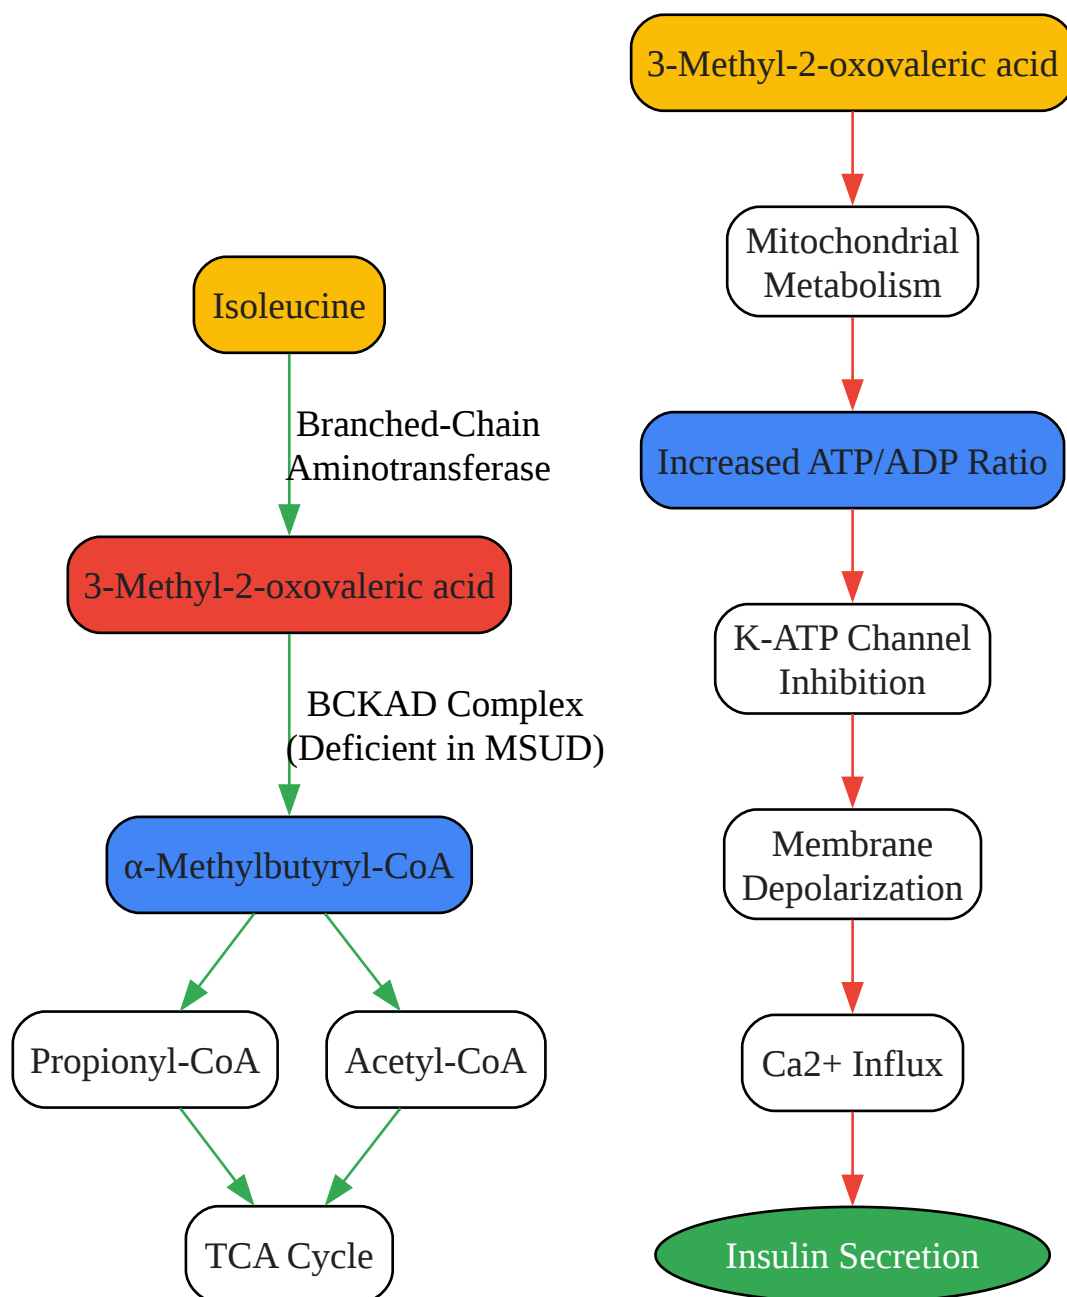 Isoleucine
Branched-Chain
Aminotransferase
3-Methyl-2-oxovaleric acid
BCKAD Complex
(Deficient in MSUD)
α-Methylbutyryl-CoA
Propionyl-CoA
Acetyl-CoA
TCA Cycle
3-Methyl-2-oxovaleric acid
Mitochondrial
Metabolism
Increased ATP/ADP Ratio
K-ATP Channel
Inhibition
Membrane
Depolarization
Ca2+ Influx
Insulin Secretion